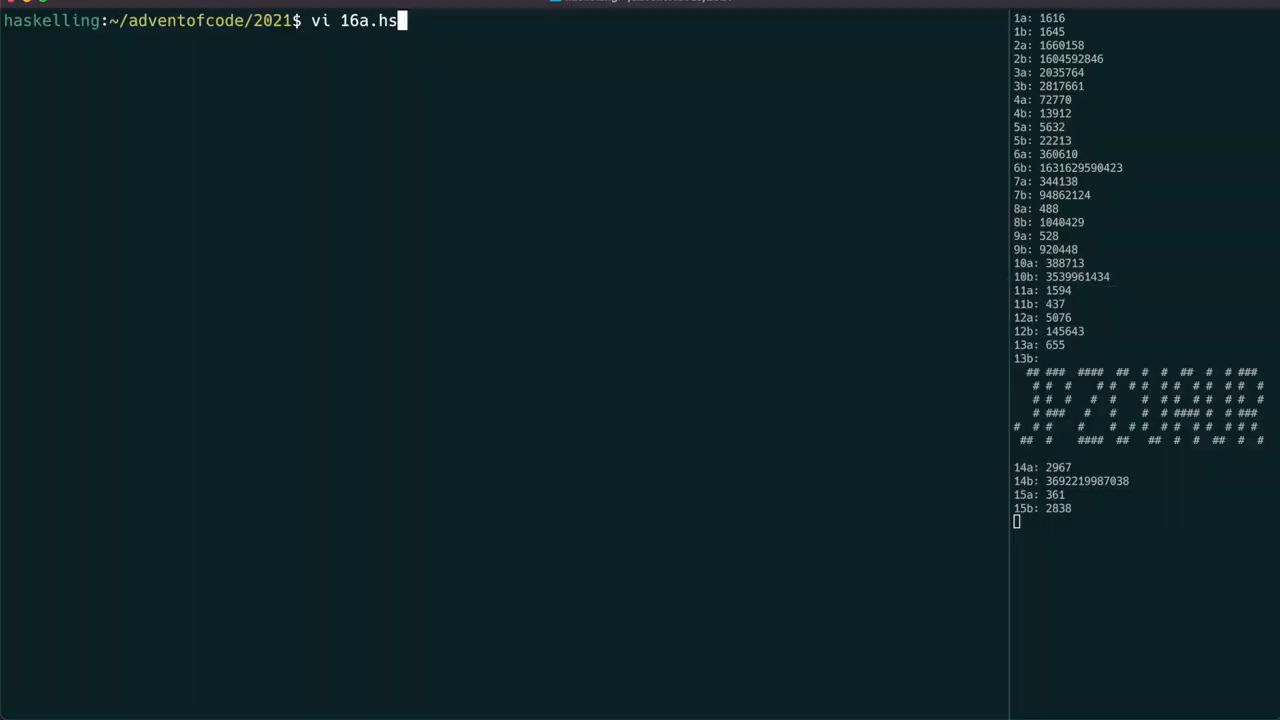 haskelling:~/adventofcode/2021$ vi 16a.hs
1a: 1616
1b: 1645
2a: 1660158
2b: 1604592846
3a: 2035764
3b: 2817661
4a: 72770
4b: 13912
5a: 5632
5b: 22213
6a: 360610
6b: 1631629590423
7a: 344138
7b: 94862124
8a: 488
8b: 1040429
9a: 528
9b: 920448
10a: 388713
10b: 3539961434
11a: 1594
11b: 437
12a: 5076
12b: 145643
13a: 655
13b:
  ## ###  ####  ##  #  #  ##  #  # ###
   # #  #    # #  # #  # #  # #  # #  #
   # #  #   #  #    #  # #  # #  # #  #
   # ###   #   #    #  # #### #  # ###
#  # #    #    #  # #  # #  # #  # # #
 ##  #    ####  ##   ##  #  #  ##  #  #
14a: 2967
14b: 3692219987038
15a: 361
15b: 2838